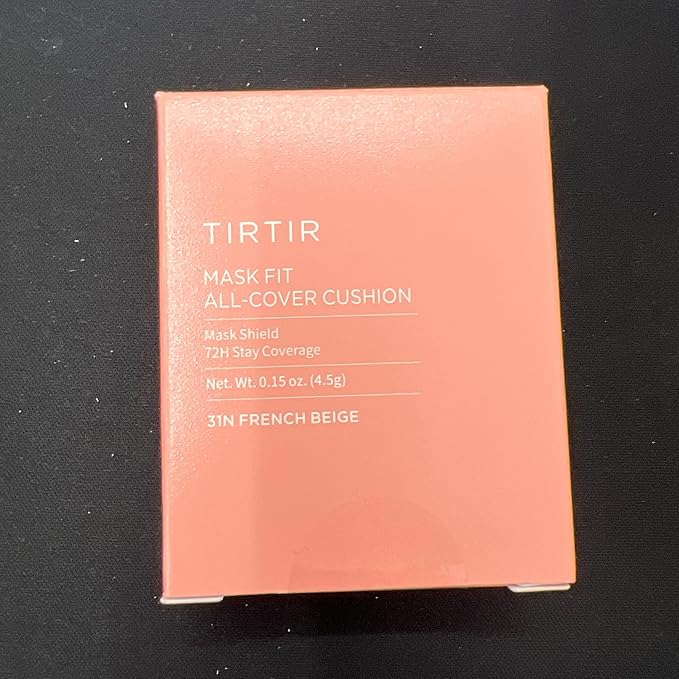 TIRTIR
MASK FIT
ALL-COVER CUSHION
Mask Shield
72H Stay Coverage
Net. Wt. 0.15 oz. (4.5g)
31N FRENCH BEIGE